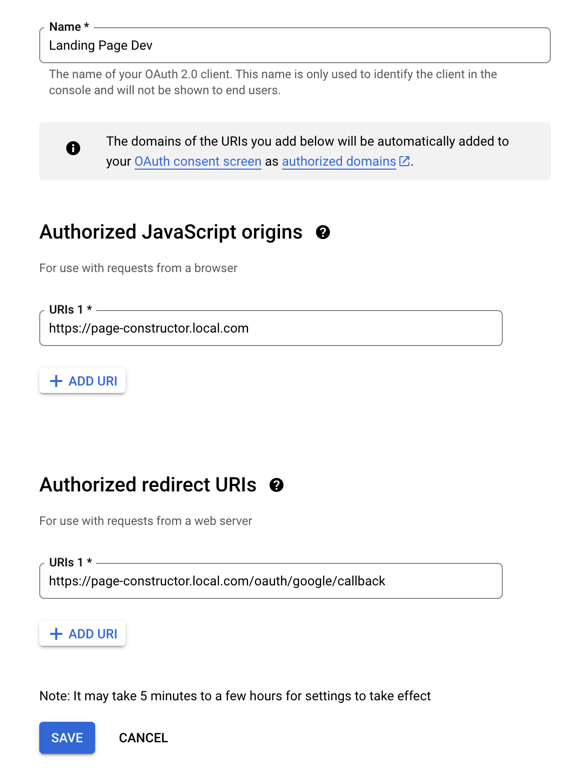 Name *
Landing Page Dev
The name of your OAuth 2.0 client. This name is only used to identify the client in the
console and will not be shown to end users.
The domains of the URIs you add below will be automatically added to
your OAuth consent screen as authorized domains.
Authorized JavaScript origins
For use with requests from a browser
URIs 1 *
https://page-constructor.local.com
+ ADD URI
Authorized redirect URIs
For use with requests from a web server
URIs 1 *
https://page-constructor.local.com/oauth/google/callback
+ ADD URI
Note: It may take 5 minutes to a few hours for settings to take effect
SAVE CANCEL